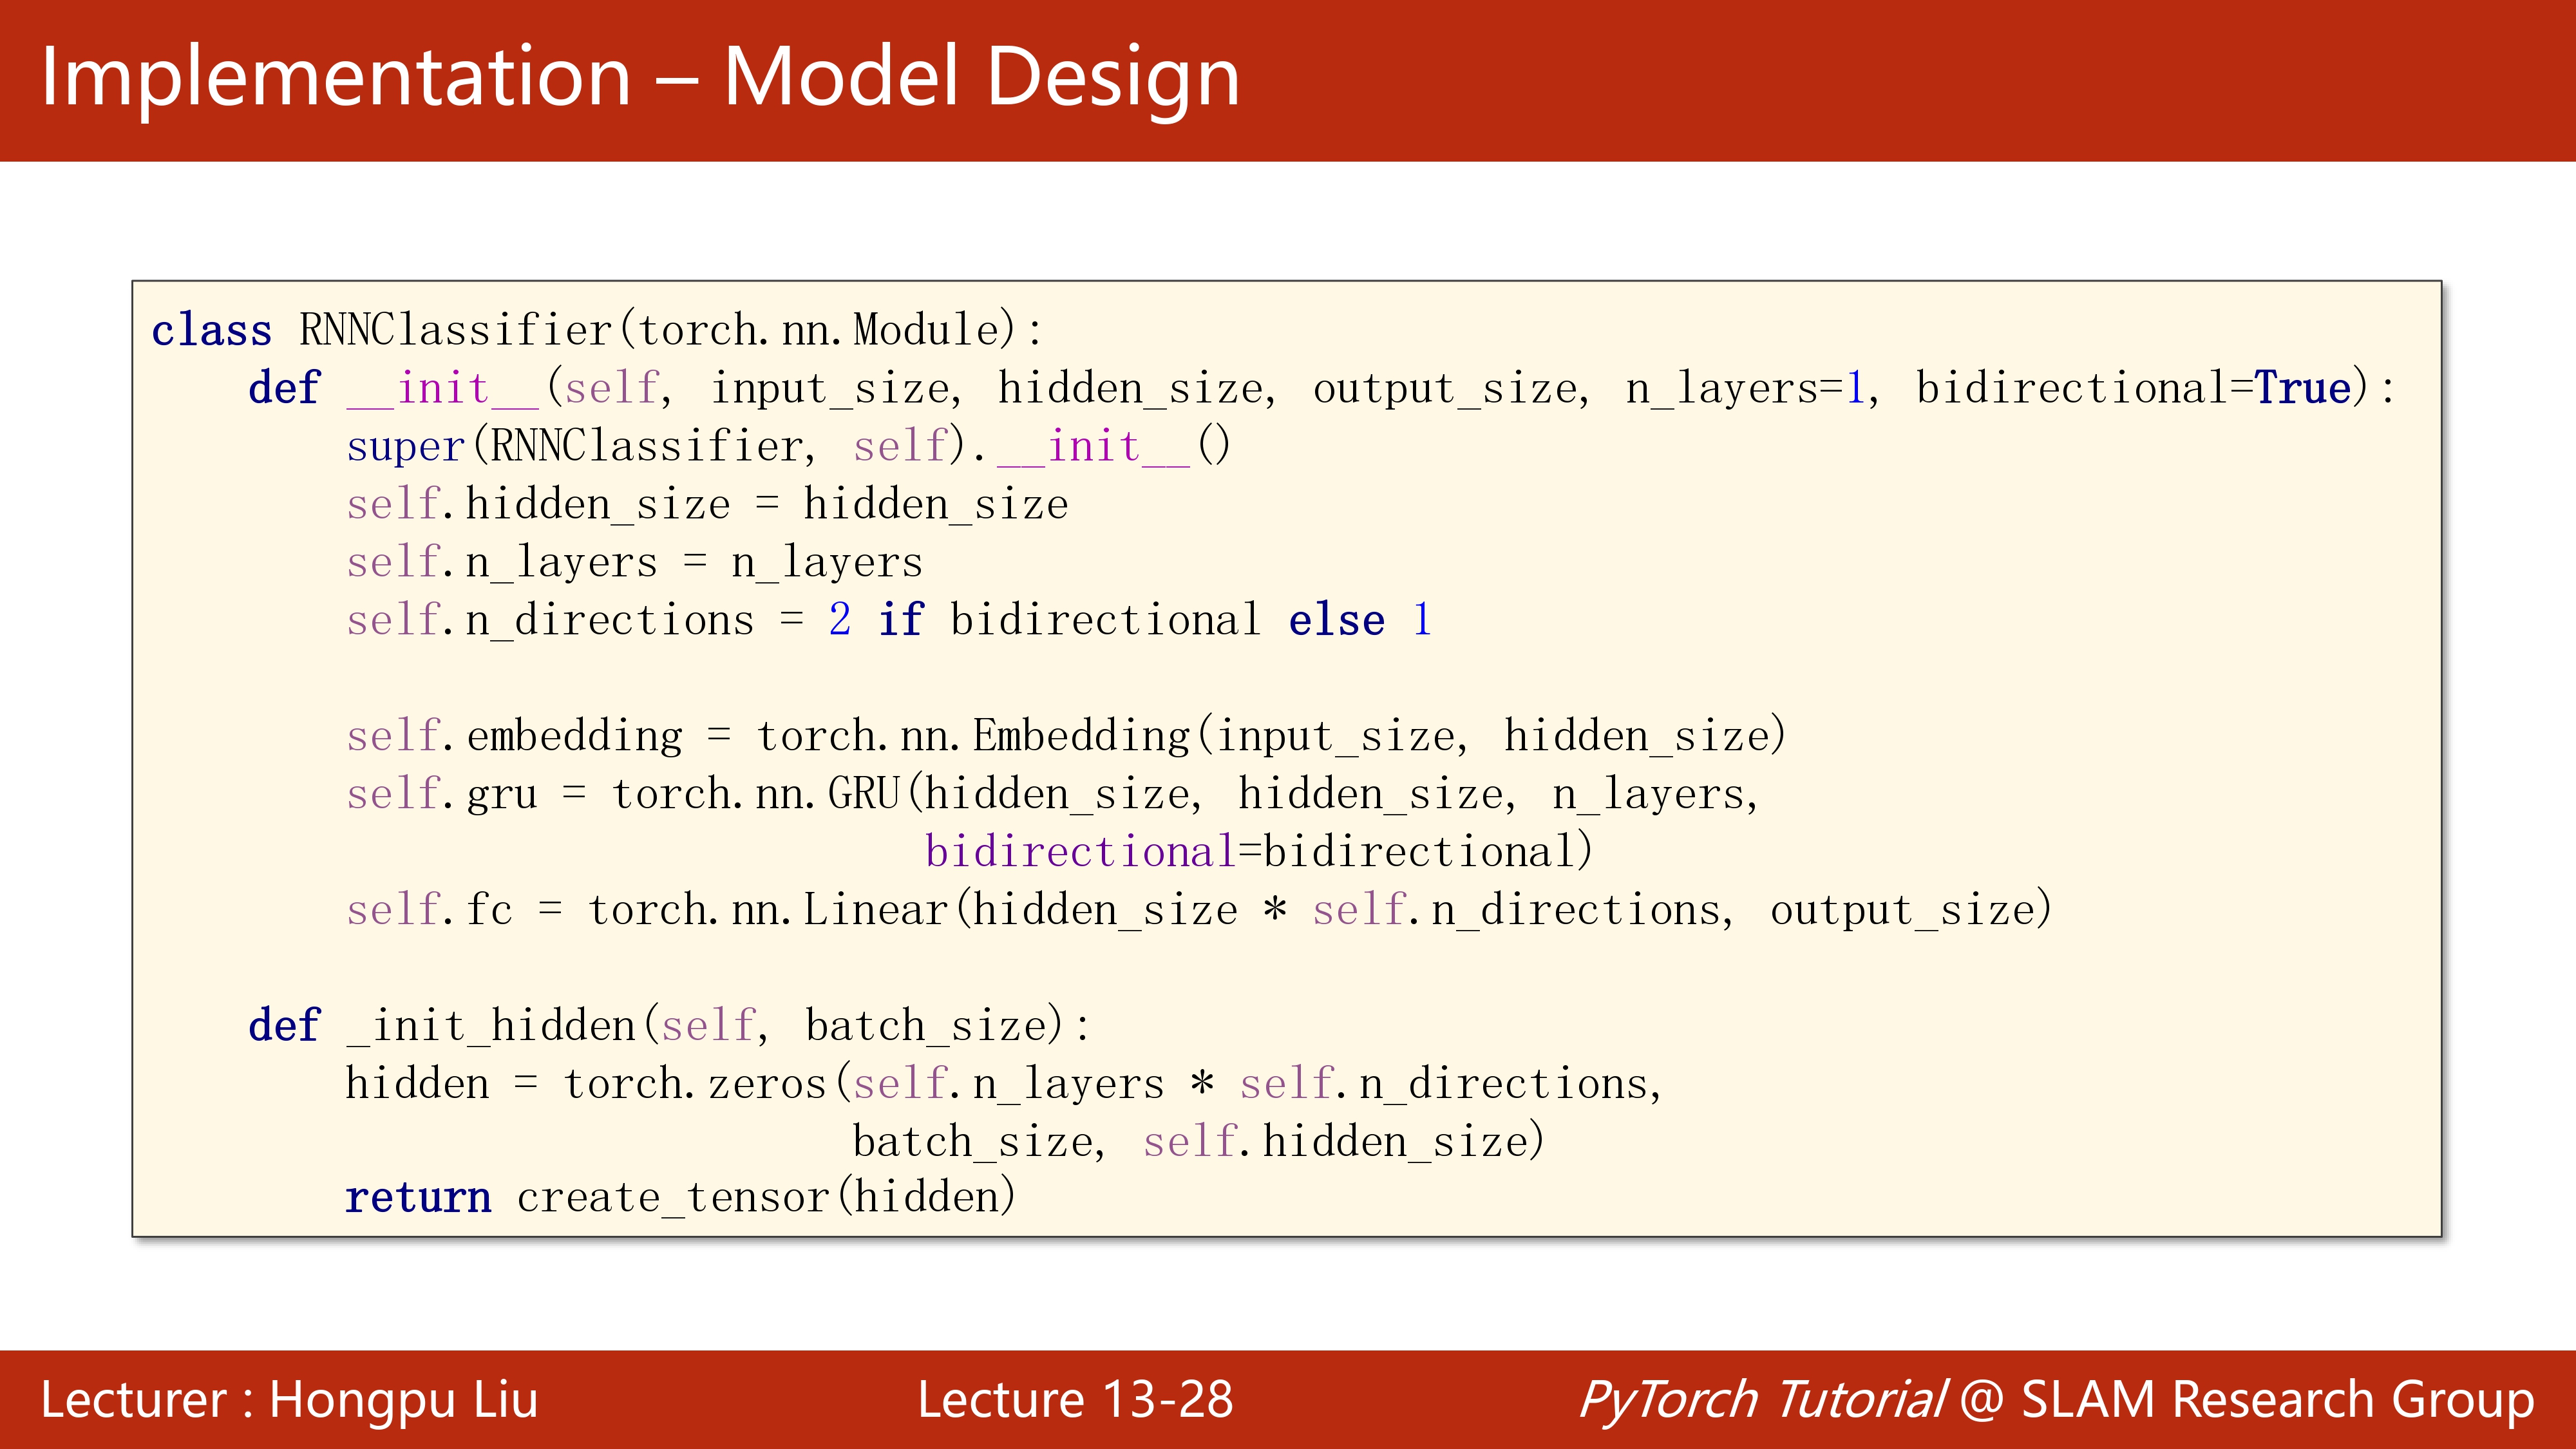 Implementation – Model Design
class RNNClassifier(torch.nn.Module):
    def __init__(self, input_size, hidden_size, output_size, n_layers=1, bidirectional=True):
        super(RNNClassifier, self).__init__()
        self.hidden_size = hidden_size
        self.n_layers = n_layers
        self.n_directions = 2 if bidirectional else 1

        self.embedding = torch.nn.Embedding(input_size, hidden_size)
        self.gru = torch.nn.GRU(hidden_size, hidden_size, n_layers,
                                bidirectional=bidirectional)
        self.fc = torch.nn.Linear(hidden_size * self.n_directions, output_size)

    def _init_hidden(self, batch_size):
        hidden = torch.zeros(self.n_layers * self.n_directions,
                             batch_size, self.hidden_size)
        return create_tensor(hidden)
Lecturer : Hongpu Liu
Lecture 13-28
PyTorch Tutorial @ SLAM Research Group